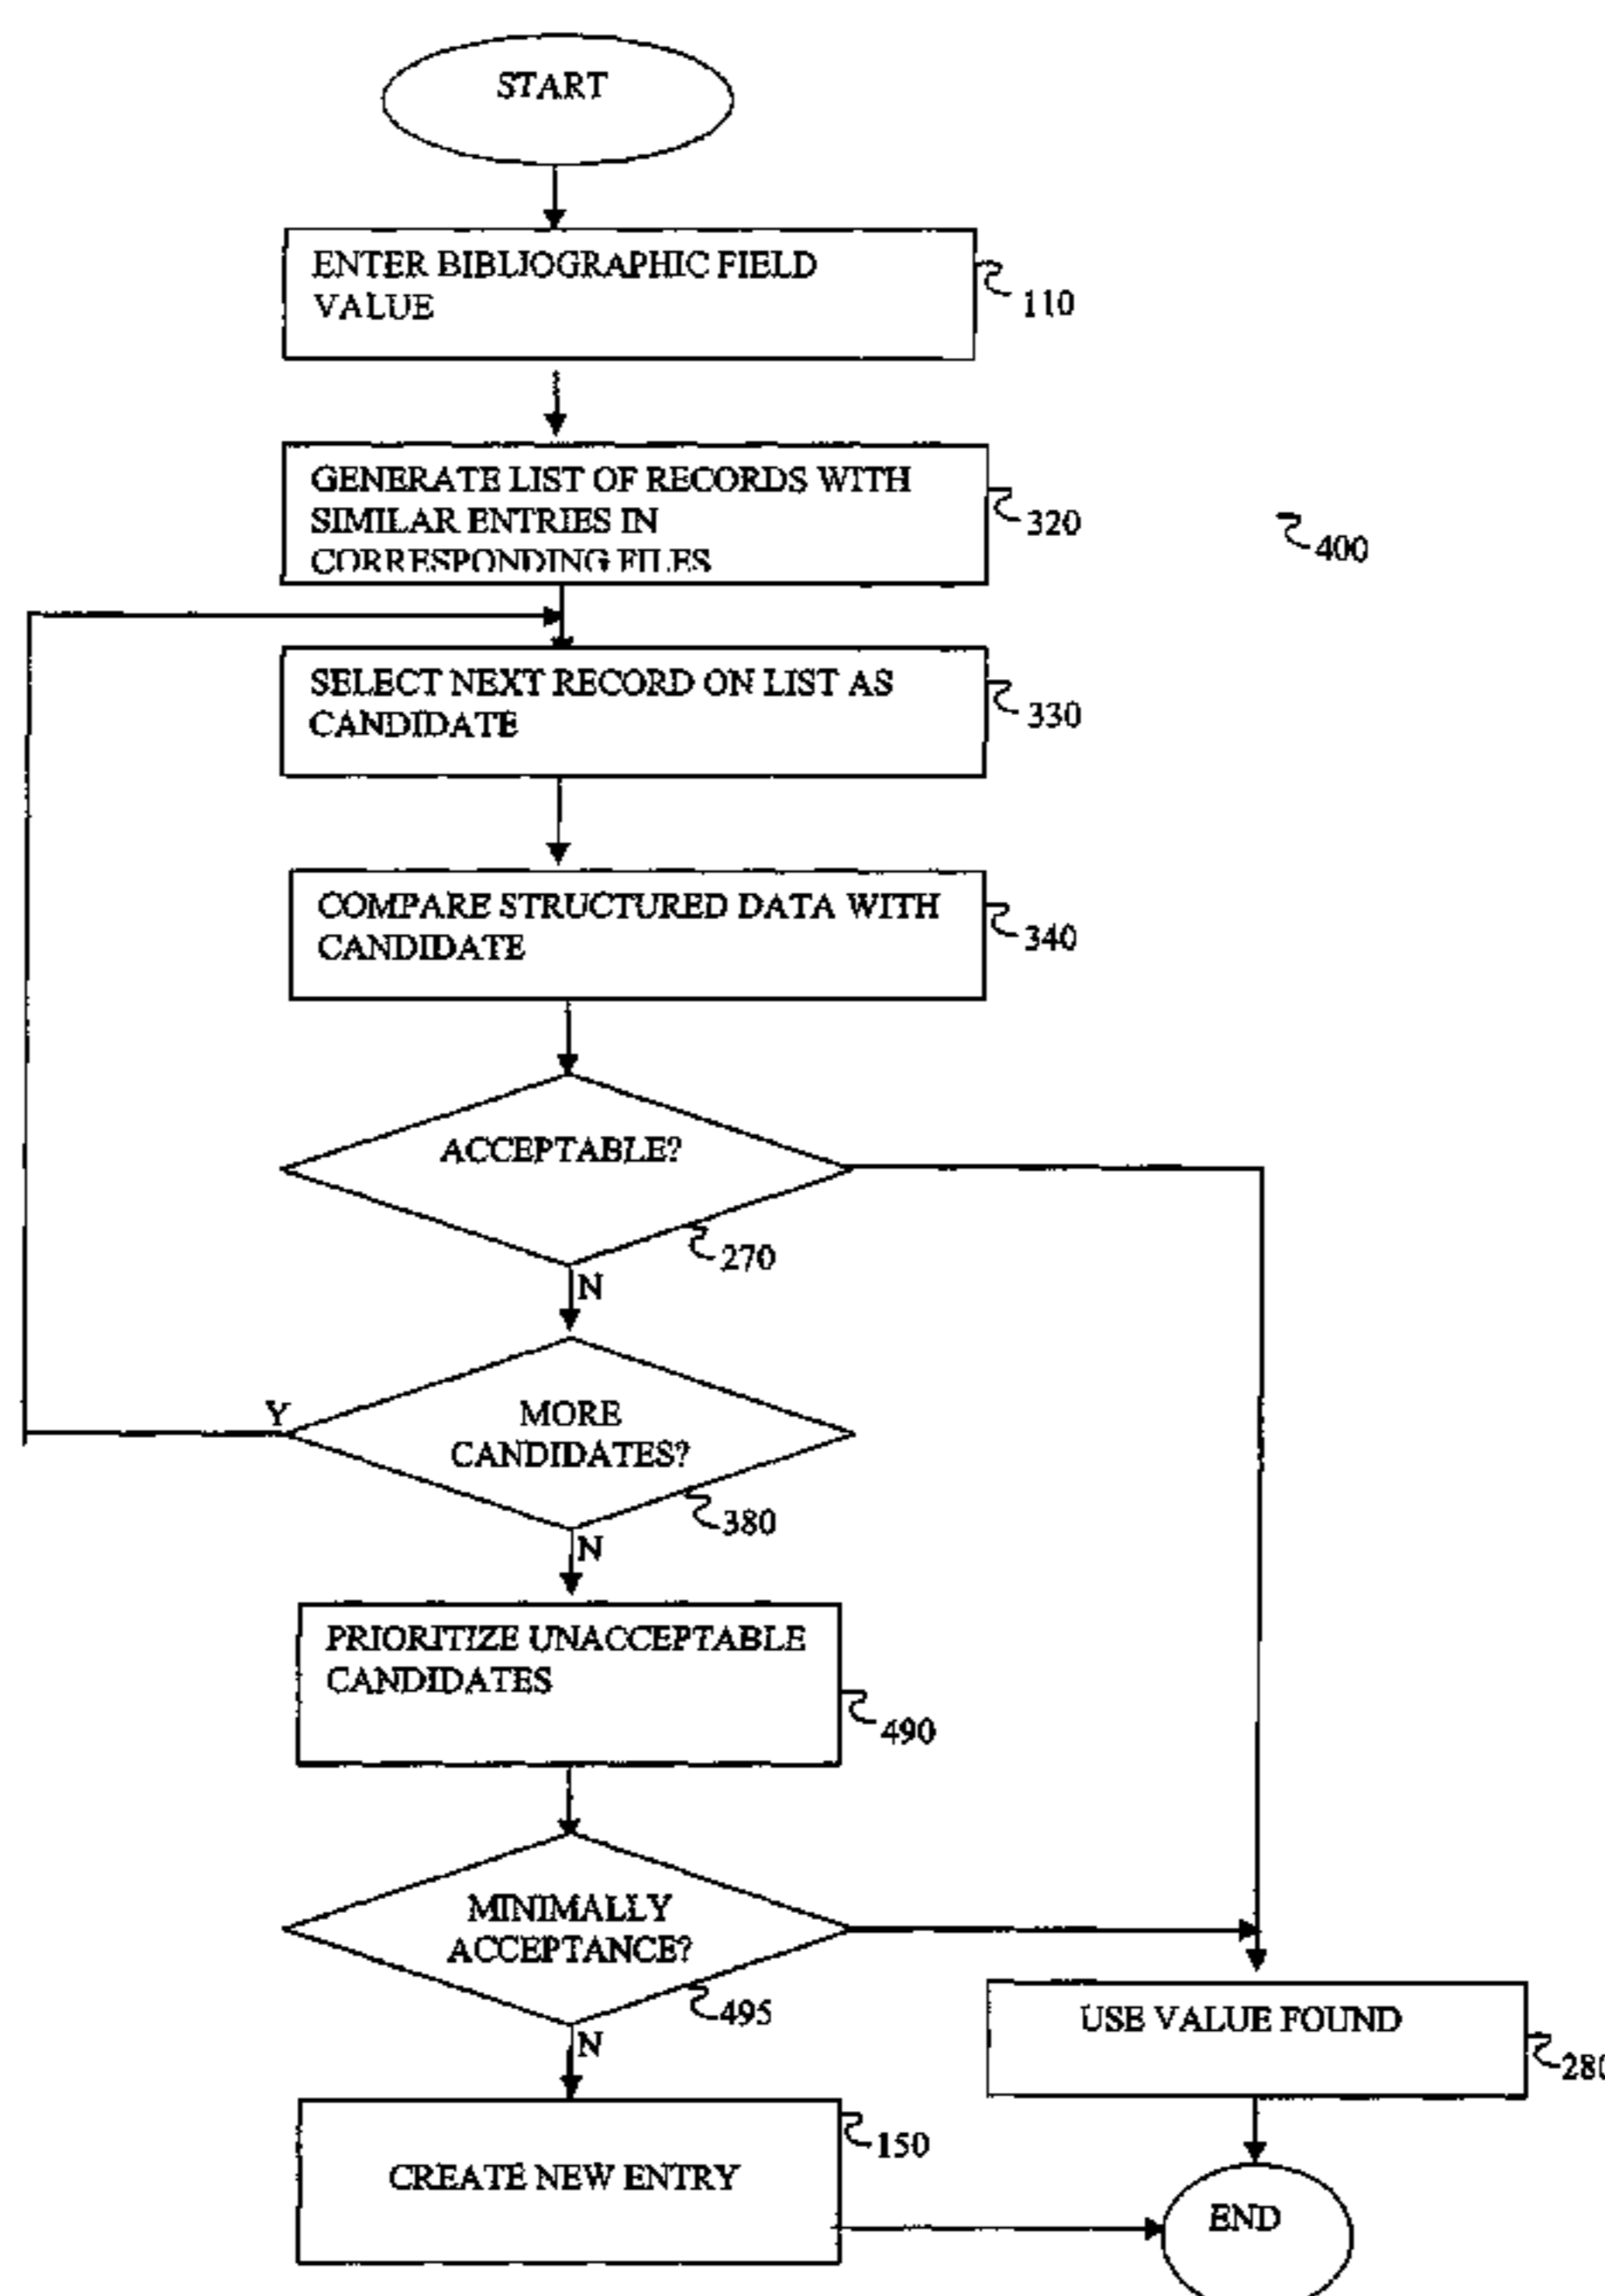 START
ENTER BIBLIOGRAPHIC FIELD
VALUE
110
GENERATE LIST OF RECORDS WITH
SIMILAR ENTRIES IN
CORRESPONDING FILES
320
400
SELECT NEXT RECORD ON LIST AS
CANDIDATE
330
COMPARE STRUCTURED DATA WITH
CANDIDATE
340
ACCEPTABLE?
270
N
Y
MORE
CANDIDATES?
380
N
PRIORITIZE UNACCEPTABLE
CANDIDATES
490
MINIMALLY
ACCEPTANCE?
495
N
USE VALUE FOUND
280
150
CREATE NEW ENTRY
END